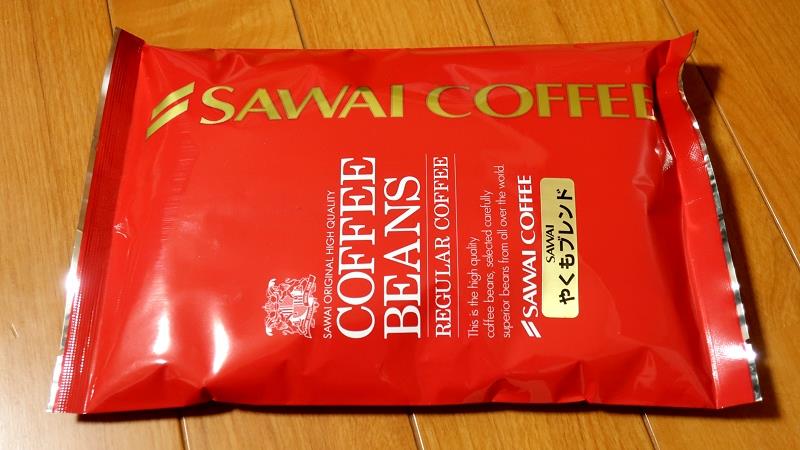 SAWAI COFFEE
SAWAI ORIGINAL HIGH QUALITY
COFFEE
BEANS
REGULAR COFFEE
This is the high quality
coffee beans, selected carefully
superior beans from all over the world.
SAWAI COFFEE
SAWAI
やくもブレンド